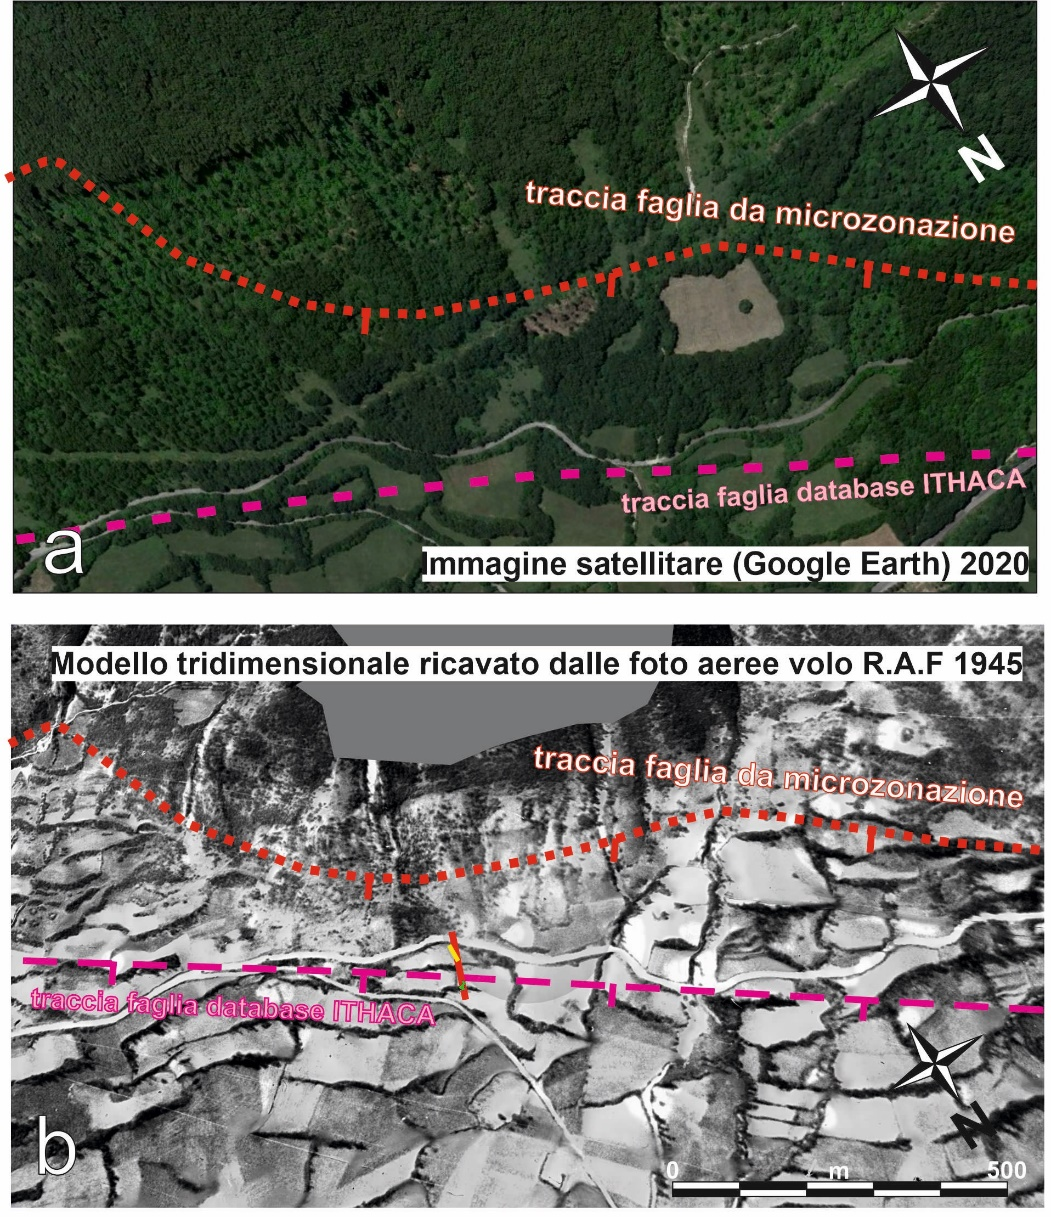 N
traccia faglia da microzonazione
traccia faglia database ITHACA
a
Immagine satellitare (Google Earth) 2020
Modello tridimensionale ricavato dalle foto aeree volo R.A.F 1945
traccia faglia da microzonazione
traccia faglia database ITHACA
N
b
0 m 500